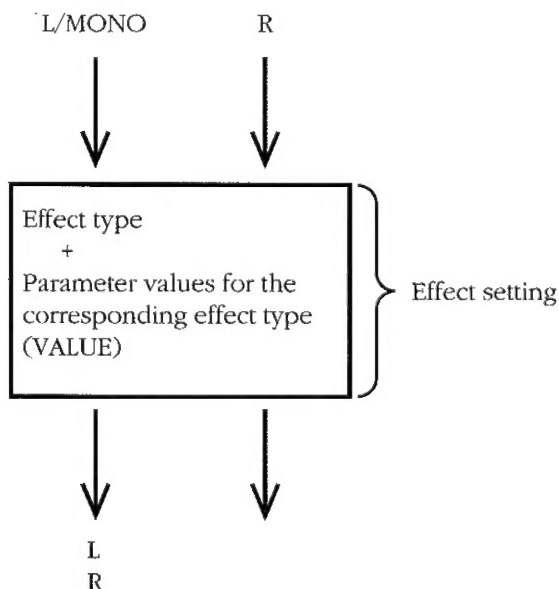 L/MONO R
Effect type
+
Parameter values for the
corresponding effect type
(VALUE)
Effect setting
L
R